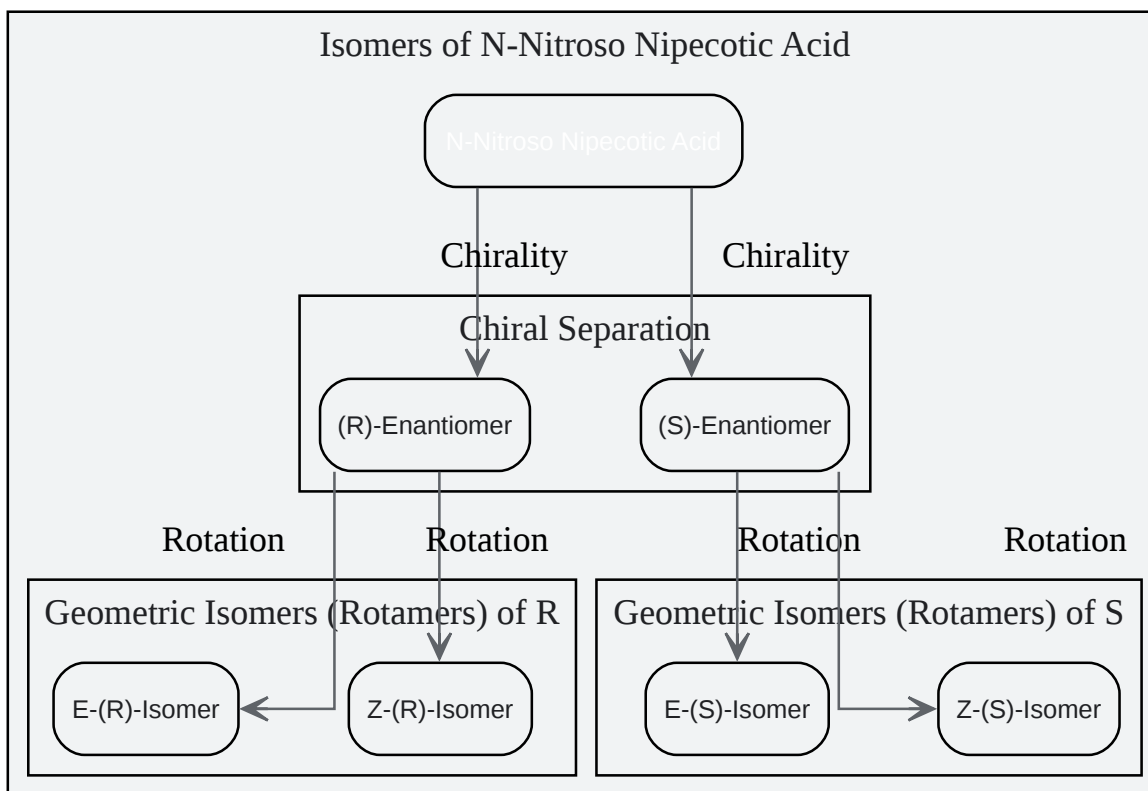 Isomers of N-Nitroso Nipecotic Acid
N-Nitroso Nipecotic Acid
Chirality
Chirality
Chiral Separation
(R)-Enantiomer
(S)-Enantiomer
Rotation
Rotation
Rotation
Rotation
Geometric Isomers (Rotamers) of R
Geometric Isomers (Rotamers) of S
E-(R)-Isomer
Z-(R)-Isomer
E-(S)-Isomer
Z-(S)-Isomer